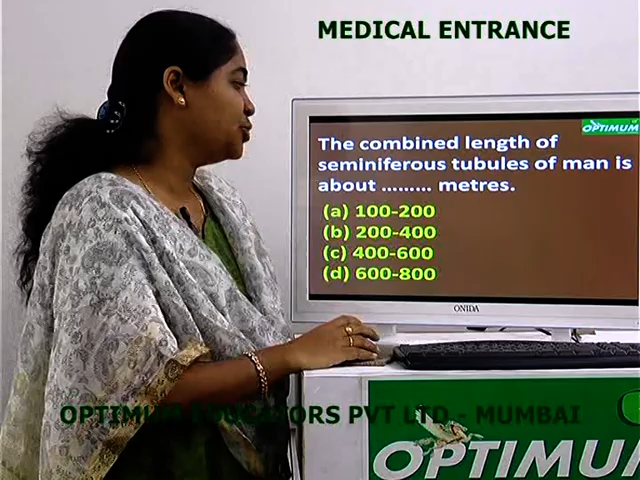 MEDICAL ENTRANCE
OPTIMUM
The combined length of
seminiferous tubules of man is
about ......... metres.
(a) 100-200
(b) 200-400
(c) 400-600
(d) 600-800
ONIDA
OPTIMUM EDUCATORS PVT LTD.- MUMBAI
OPTIMUM